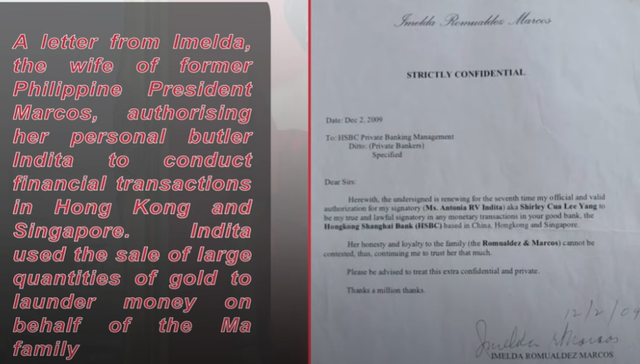 A letter from Imelda,
the wife of former
Philippine President
Marcos, authorising
her personal butler
Indita to conduct
financial transactions
in Hong Kong and
Singapore. Indita
used the sale of large
quantities of gold to
launder money on
behalf of the Ma
family
Imelda Romualdez Marcos
STRICTLY CONFIDENTIAL
Date: Dec 2, 2009
To: HSBC Private Banking Management
Ditto: (Private Bankers)
Specified
Dear Sirs:
Herewith, the undersigned is renewing for the seventh time my official and valid
authorization for my signatory (Ms. Antonia RV Indita) aka Shirley Cua Lee Yang to
be my true and lawful signatory in any monetary transactions in your good bank, the
Hongkong Shanghai Bank (HSBC) based in China, Hongkong and Singapore.
Her honesty and loyalty to the family (the Romualdez & Marcos) cannot be
contested, thus, continuing me to trust her that much.
Please be advised to treat this extra confidential and private.
Thanks a million thanks.
12/2/09
Imelda R Marcos
IMELDA ROMUALDEZ MARCOS